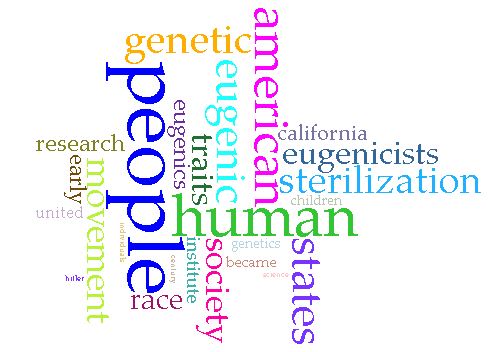 genetic
american
people
eugenics
eugenic
traits
research
early
movement
california
eugenicists
sterilization
children
human
united
individuals
century
institute
society
genetics
became
science
states
hitler
race